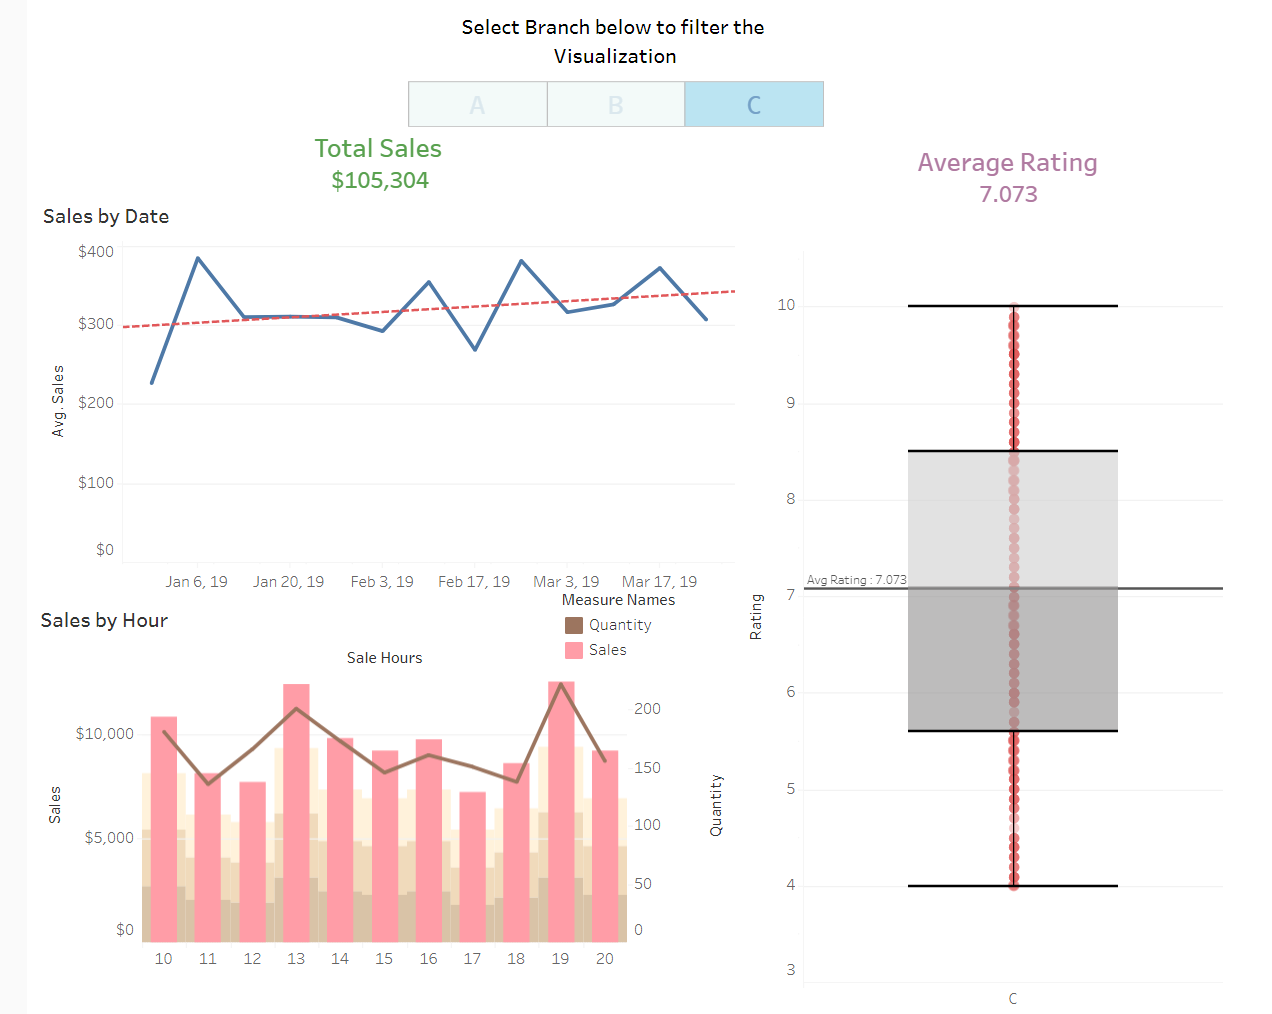 Select Branch below to filter the
Visualization
A
B
C
Total Sales
$105,304
Average Rating
7.073
Sales by Date
$400
$300
$200
$100
$0
Avg. Sales
Jan 6, 19
Jan 20, 19
Feb 3, 19
Feb 17, 19
Mar 3, 19
Mar 17, 19
Measure Names
Quantity
Sales
Sales by Hour
Sale Hours
$10,000
$5,000
$0
Sales
200
150
100
50
0
Quantity
10
11
12
13
14
15
16
17
18
19
20
10
9
8
Avg Rating : 7.073
7
6
5
4
3
Rating
C